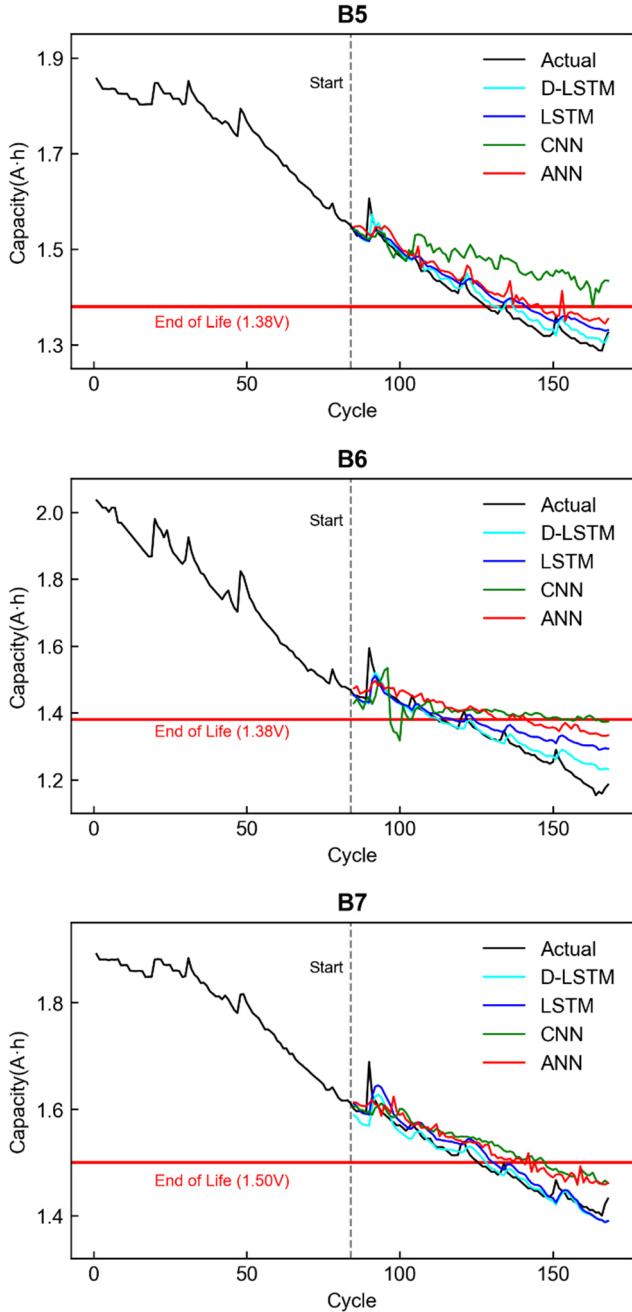 B5
1.9
1.7
1.5
1.3
Capacity(A·h)
Start
Actual
D-LSTM
LSTM
CNN
ANN
End of Life (1.38V)
0
50
100
150
Cycle
B6
2.0
1.8
1.6
1.4
1.2
Capacity(A·h)
Start
Actual
D-LSTM
LSTM
CNN
ANN
End of Life (1.38V)
0
50
100
150
Cycle
B7
1.8
1.6
1.4
Capacity(A·h)
Start
Actual
D-LSTM
LSTM
CNN
ANN
End of Life (1.50V)
0
50
100
150
Cycle